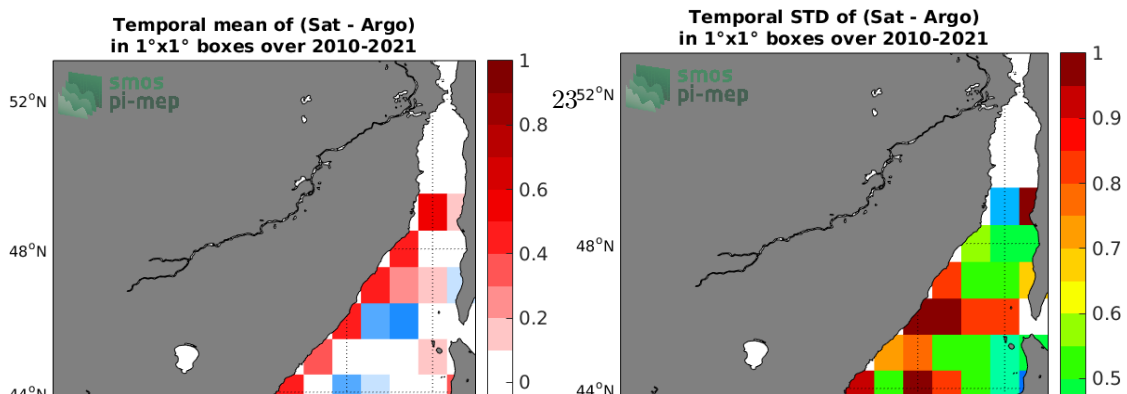 Temporal mean of (Sat - Argo)
in 1°x1° boxes over 2010-2021
smos
pi-mep
52°N
48°N
44°N
1
0.8
0.6
0.4
0.2
0
23
Temporal STD of (Sat - Argo)
in 1°x1° boxes over 2010-2021
smos
pi-mep
52°N
48°N
44°N
1
0.9
0.8
0.7
0.6
0.5